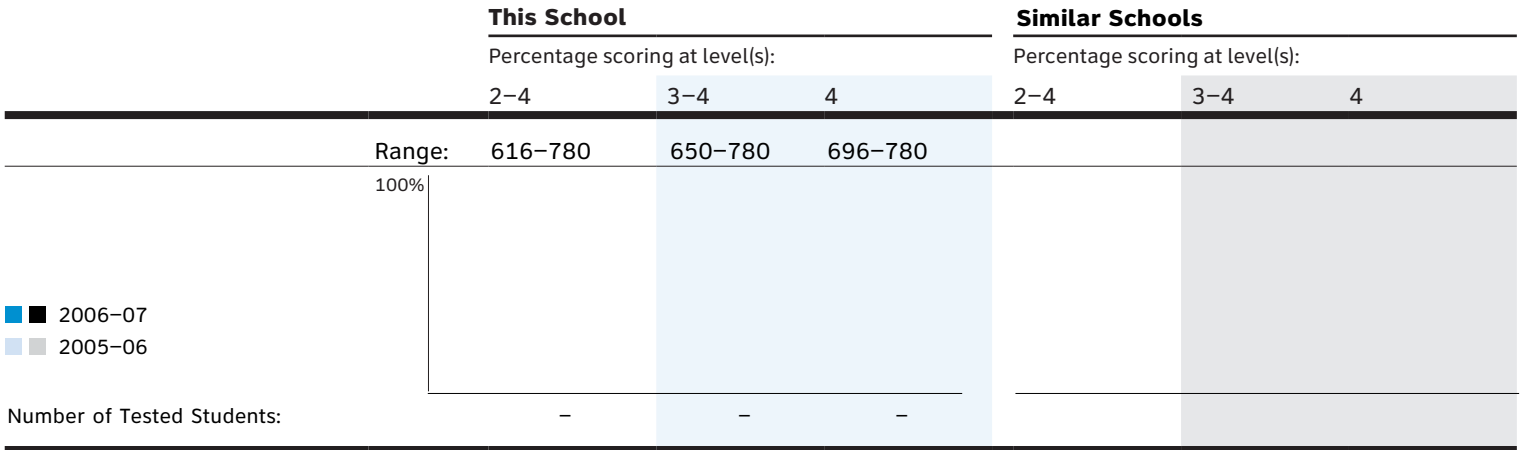 This School Similar Schools
Percentage scoring at level(s): Percentage scoring at level(s):
2–4 3–4 4 2–4 3–4 4
Range: 616–780 650–780 696–780
100%
2006–07
2005–06
Number of Tested Students: – – –